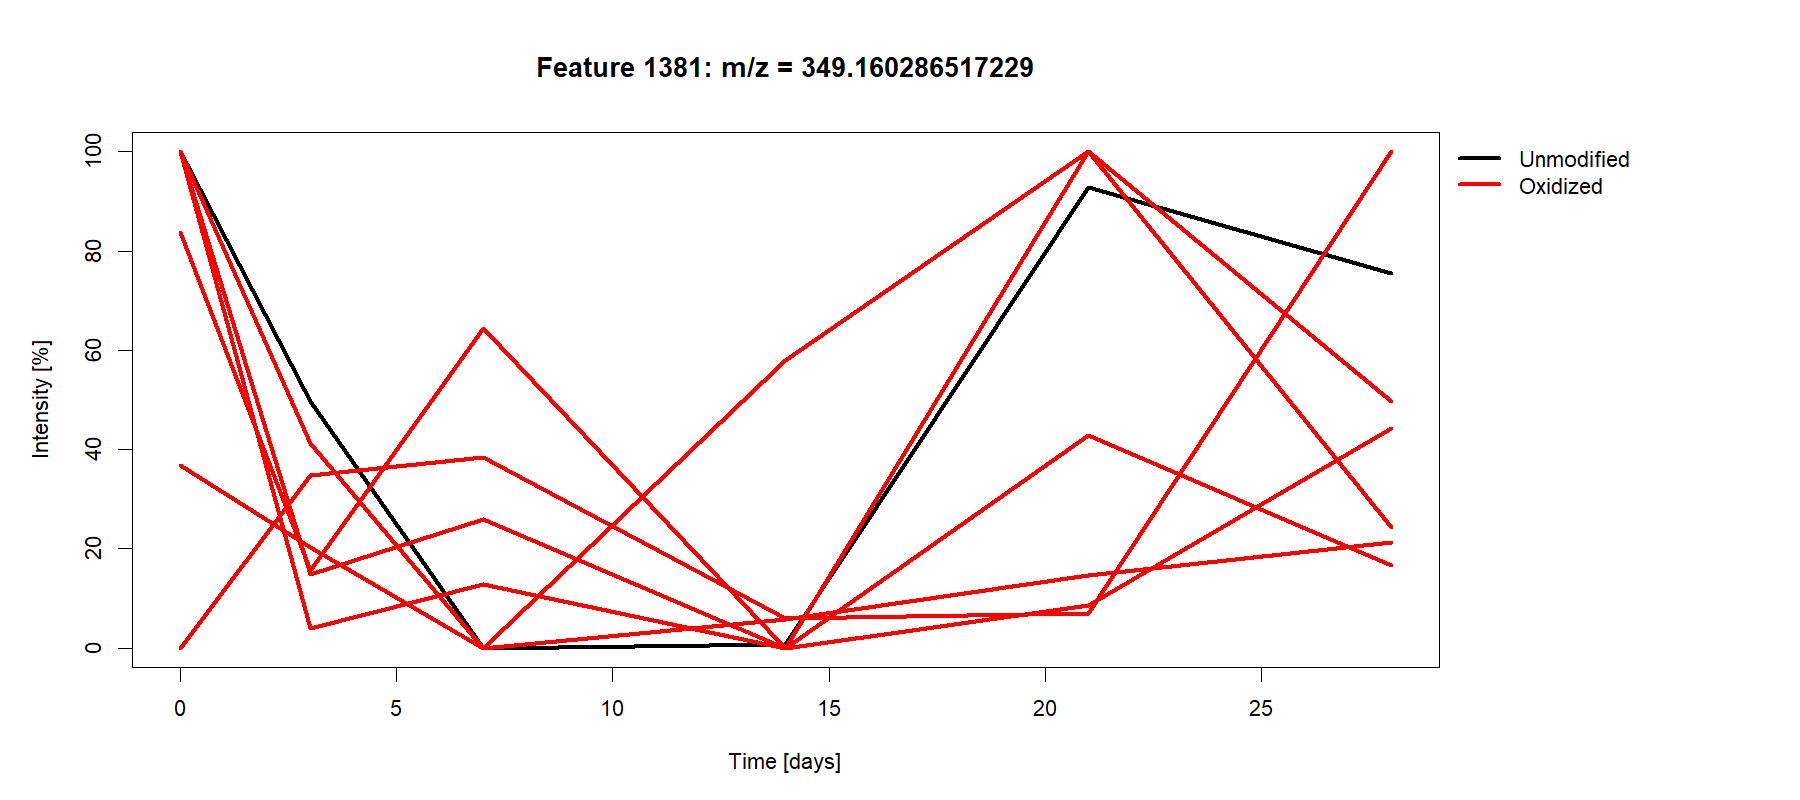 Feature 1381: m/z = 349.160286517229
100
80
60
40
20
0
Intensity [%]
0 5 10 15 20 25
Time [days]
Unmodified
Oxidized